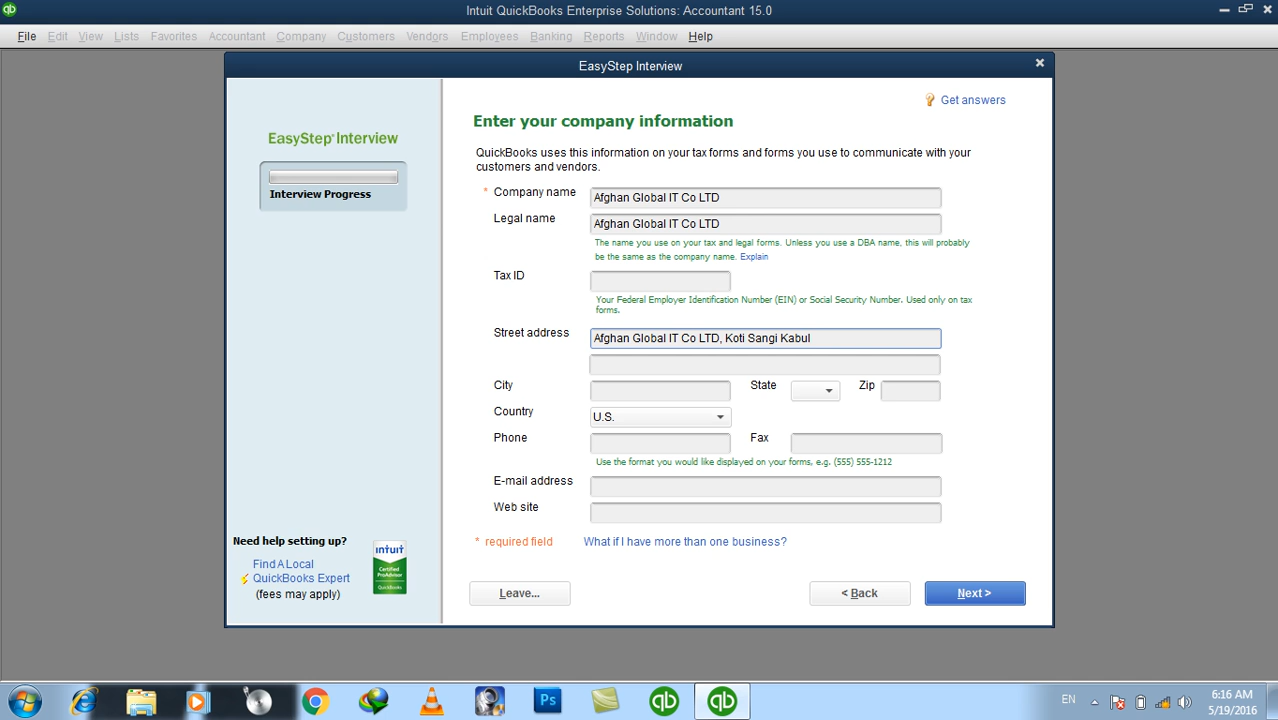 Intuit QuickBooks Enterprise Solutions: Accountant 15.0
File Edit View Lists Favorites Accountant Company Customers Vendors Employees Banking Reports Window Help
EasyStep Interview
Get answers
EasyStep Interview
Interview Progress
Enter your company information
QuickBooks uses this information on your tax forms and forms you use to communicate with your
customers and vendors.
* Company name Afghan Global IT Co LTD
Legal name Afghan Global IT Co LTD
The name you use on your tax and legal forms. Unless you use a DBA name, this will probably
be the same as the company name. Explain
Tax ID
Your Federal Employer Identification Number (EIN) or Social Security Number. Used only on tax
forms.
Street address Afghan Global IT Co LTD, Koti Sangi Kabul
City State Zip
Country U.S.
Phone Fax
Use the format you would like displayed on your forms, e.g. (555) 555-1212
E-mail address
Web site
* required field What if I have more than one business?
Need help setting up?
Find A Local
QuickBooks Expert
(fees may apply)
intuit
Certified
ProAdvisor
QuickBooks
Leave... < Back Next >
qb
Ps
qb
qb
EN
6:16 AM
5/19/2016